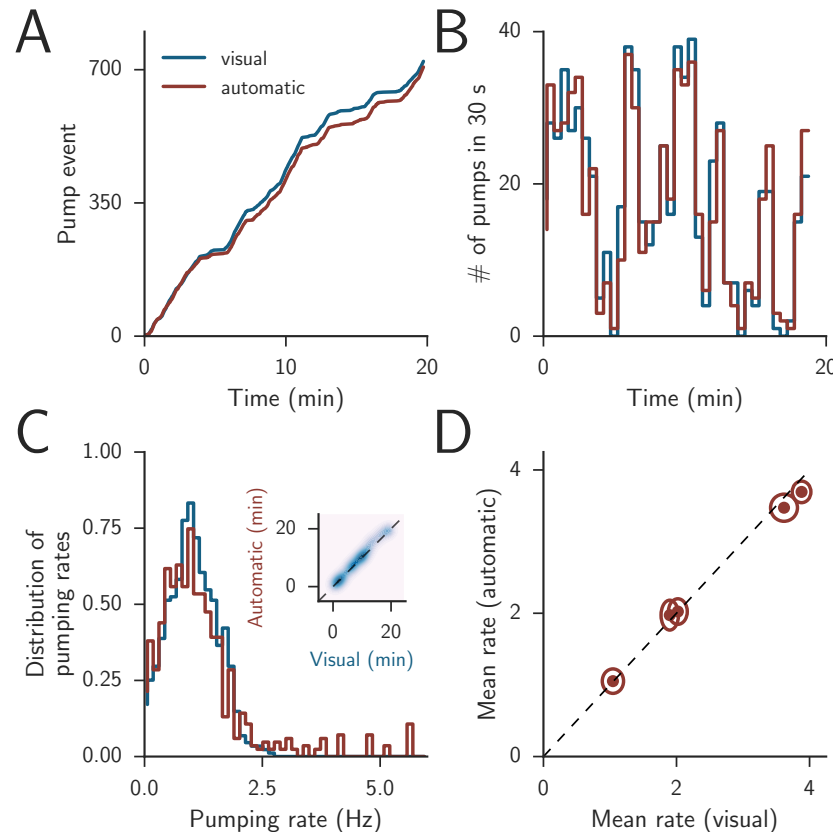 A
Pump event
700
350
0
visual
automatic
0
10
20
Time (min)
B
# of pumps in 30 s
40
20
0
0
20
Time (min)
C
Distribution of
pumping rates
1.00
0.75
0.50
0.25
0.00
0.0
2.5
5.0
Pumping rate (Hz)
Automatic (min)
20
0
0
20
Visual (min)
D
Mean rate (automatic)
4
2
0
0
2
4
Mean rate (visual)